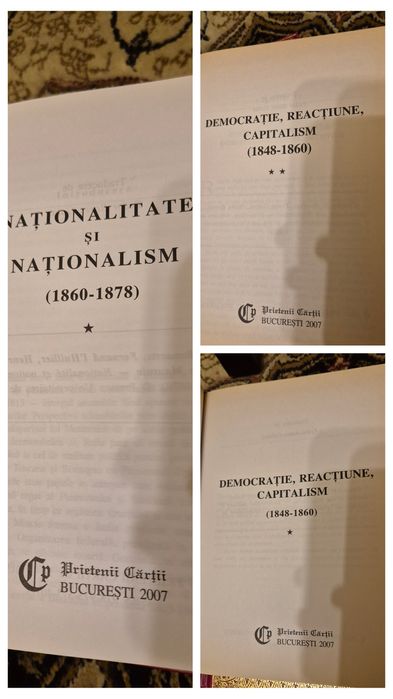 NAȚIONALITATE
ȘI
NAȚIONALISM
(1860-1878)
★
Cp Prietenii Cărții
BUCUREȘTI 2007
DEMOCRAȚIE, REACȚIUNE,
CAPITALISM
(1848-1860)
★ ★
Cp Prietenii Cărții
BUCUREȘTI 2007
DEMOCRAȚIE, REACȚIUNE,
CAPITALISM
(1848-1860)
★
Cp Prietenii Cărții
BUCUREȘTI 2007